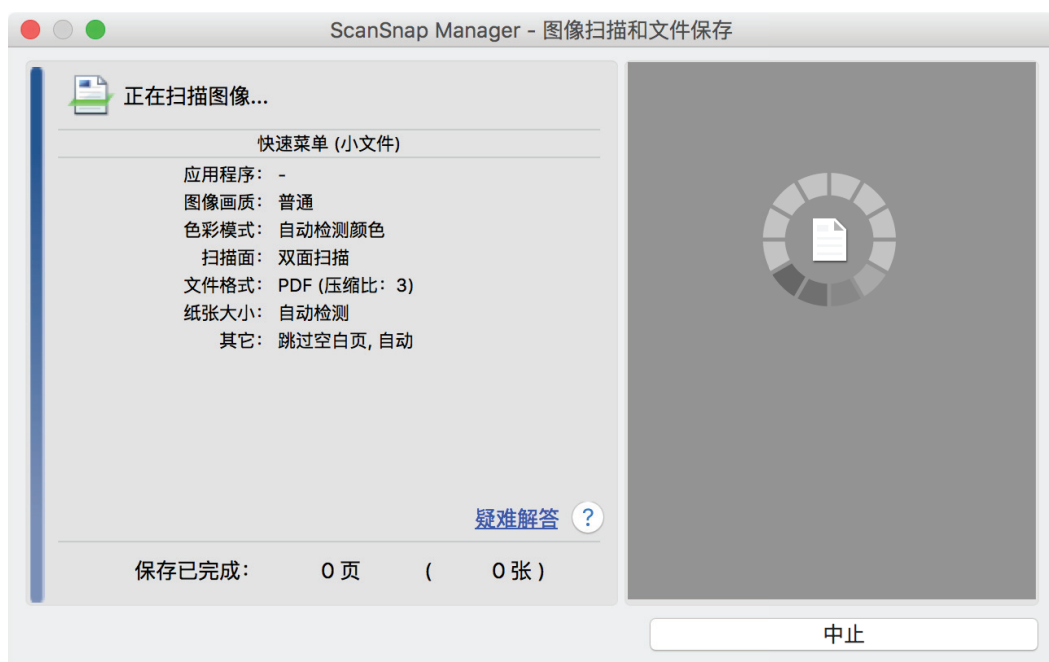 ScanSnap Manager - 图像扫描和文件保存
正在扫描图像...
快速菜单 (小文件)
应用程序： -
图像画质： 普通
色彩模式： 自动检测颜色
扫描面： 双面扫描
文件格式： PDF (压缩比：3)
纸张大小： 自动检测
其它： 跳过空白页, 自动
疑难解答 ?
保存已完成： 0 页 ( 0 张 )
中止